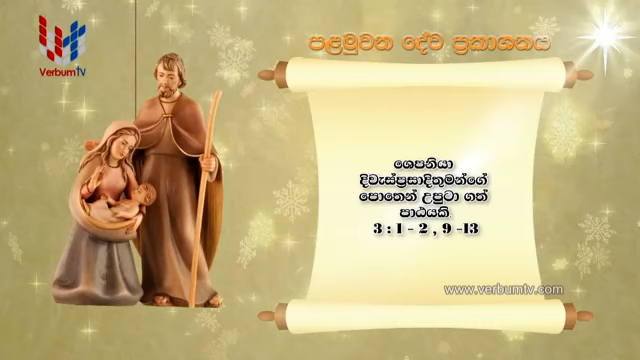 VerbumTV
පළමුවන දේව ප්‍රකාශනය
ශෙපනියා
දිවැස්ප්‍රසාදිතුමන්ගේ
පොතෙන් උපුටා ගත්
පාඨයකි
3 : 1 - 2 , 9 -13
www.verbumtv.com